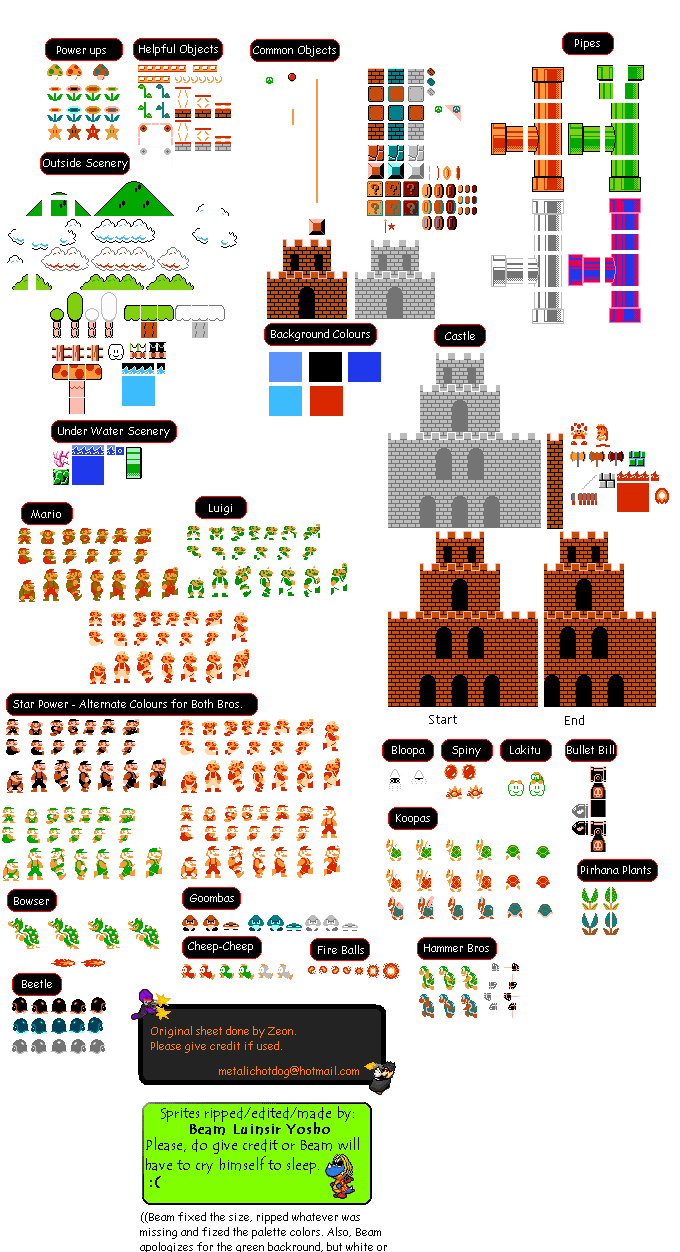 Power ups
Helpful Objects
Common Objects
Pipes
Outside Scenery
Background Colours
Castle
Under Water Scenery
Mario
Luigi
Star Power - Alternate Colours for Both Bros.
Start
End
Bloopa
Spiny
Lakitu
Bullet Bill
Koopas
Pirhana Plants
Bowser
Goombas
Cheep-Cheep
Fire Balls
Hammer Bros
Beetle
Original sheet done by Zeon.
Please give credit if used.
metalichotdog@hotmail.com
Sprites ripped/edited/made by:
Beam Luinsir Yosho
Please, do give credit or Beam will
have to cry himself to sleep.
:(
((Beam fixed the size, ripped whatever was
missing and fized the palette colors. Also, Beam
apologizes for the green backround, but white or